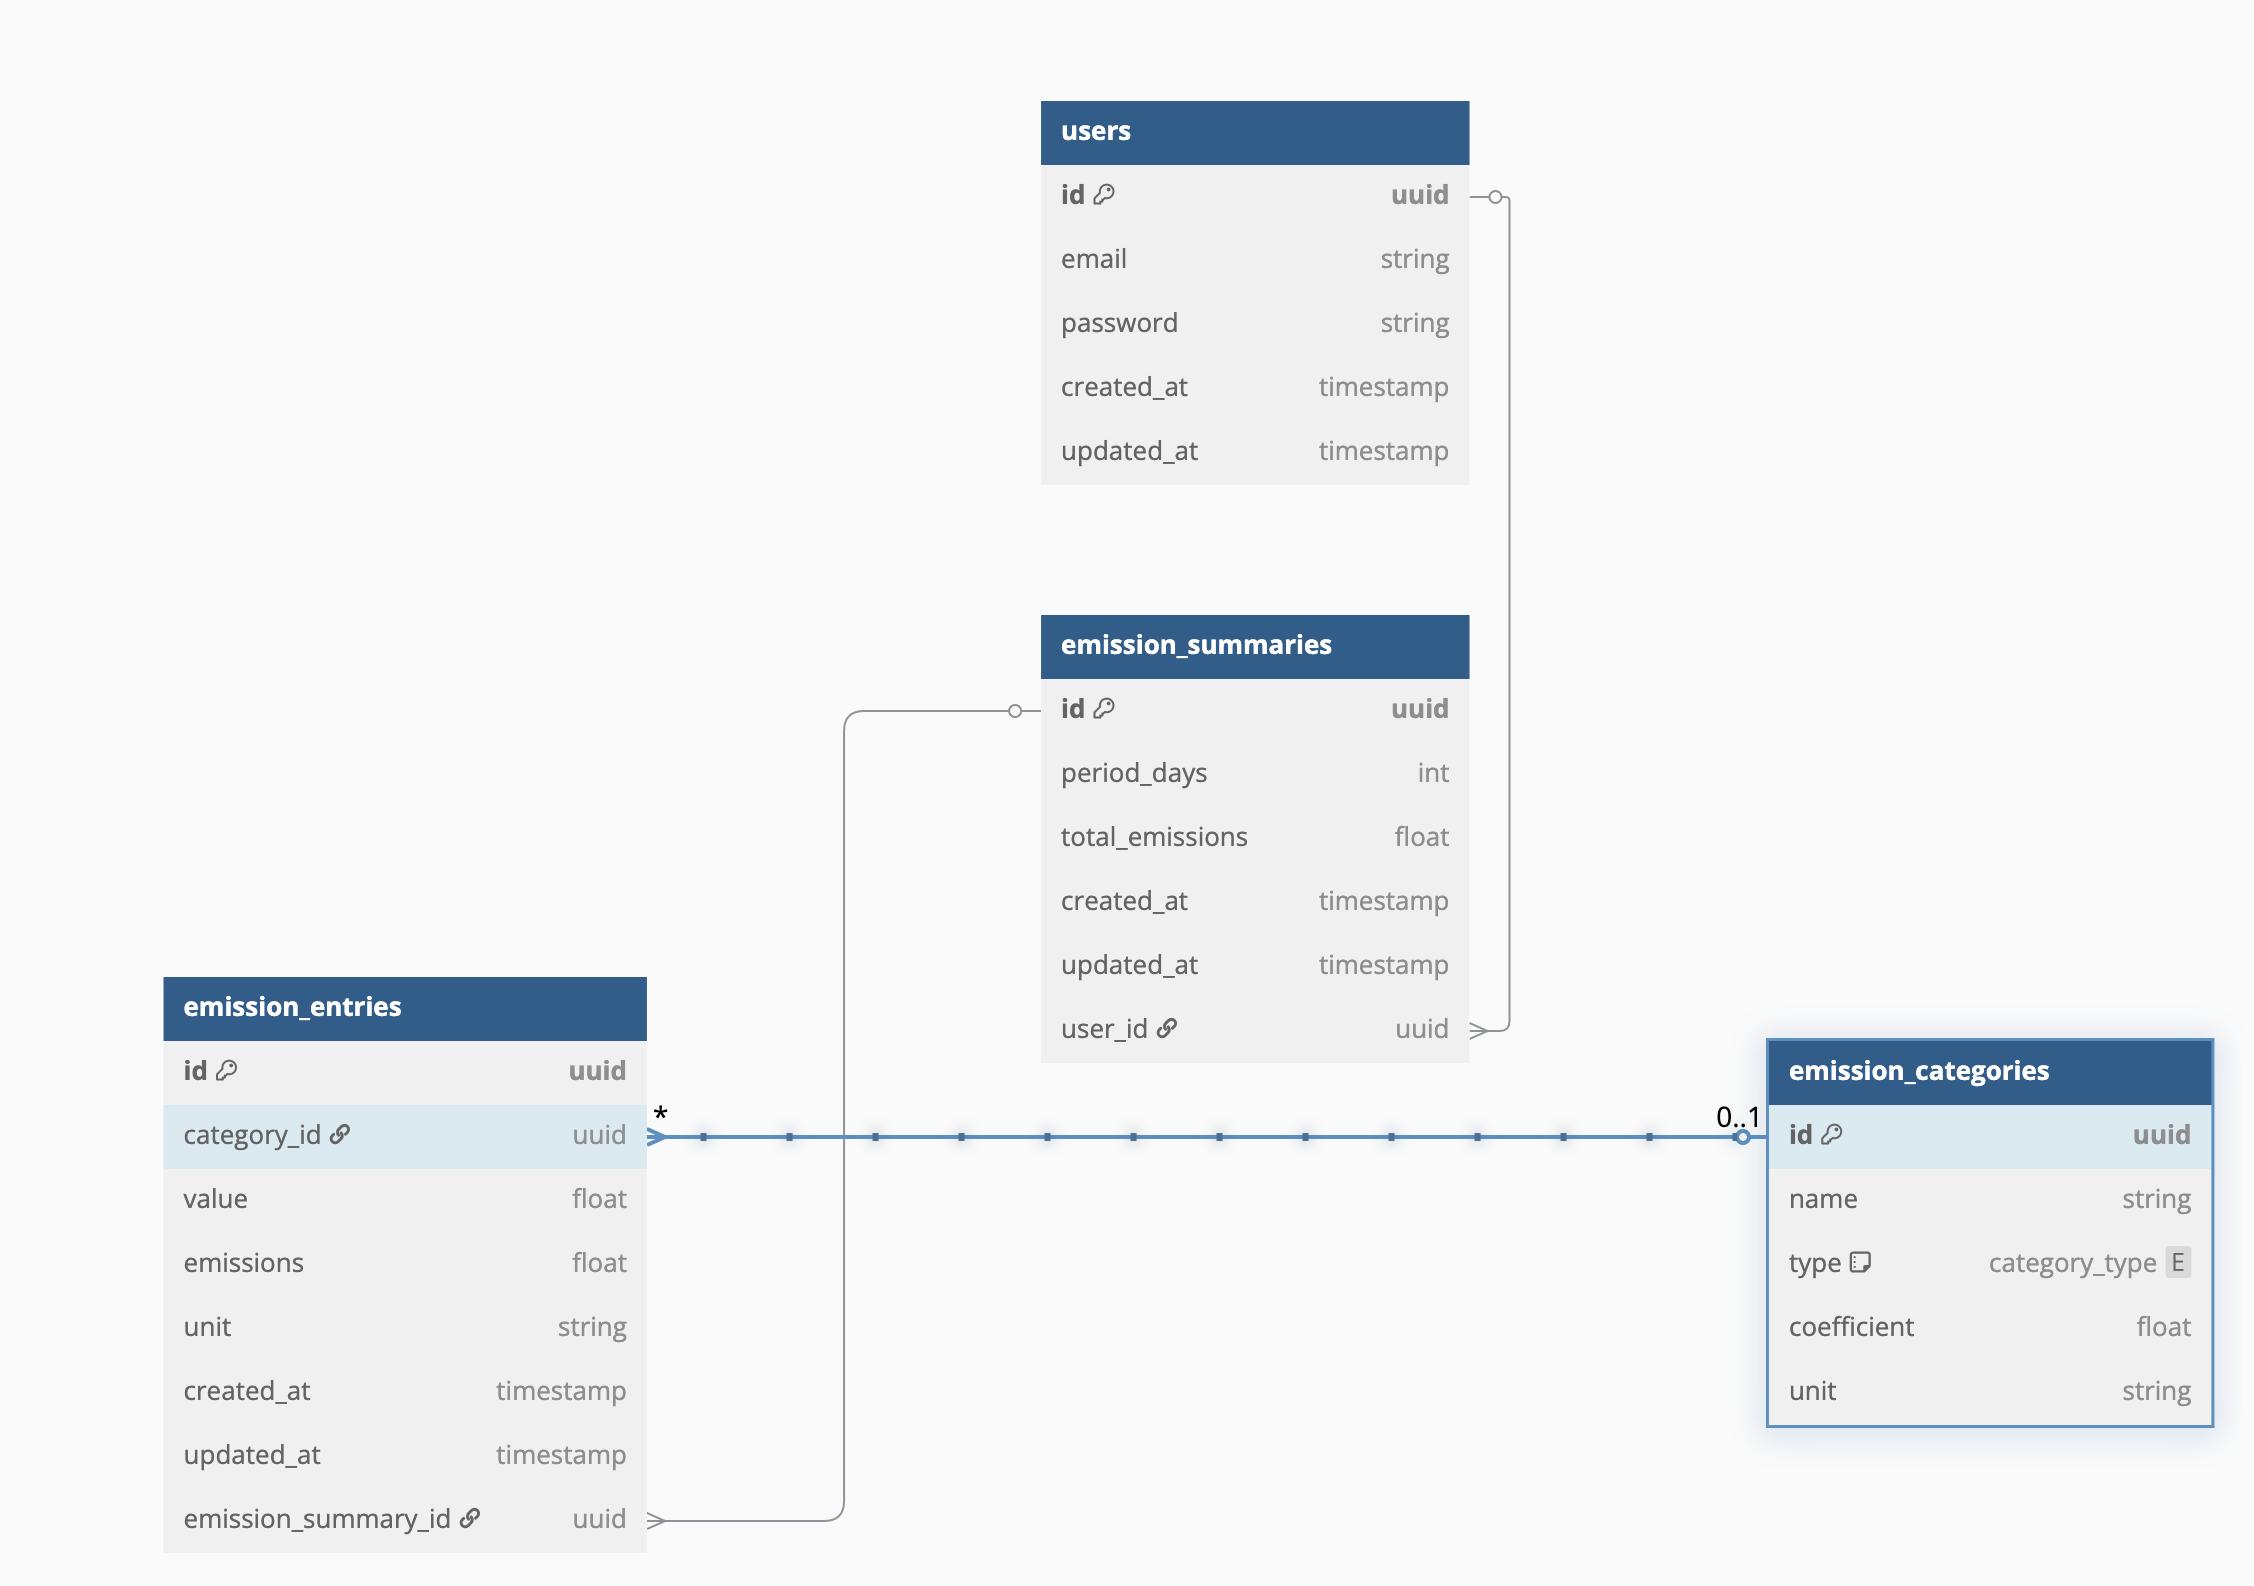 users
id uuid
email string
password string
created_at timestamp
updated_at timestamp
emission_summaries
id uuid
period_days int
total_emissions float
created_at timestamp
updated_at timestamp
user_id uuid
emission_entries
id uuid
category_id uuid
value float
emissions float
unit string
created_at timestamp
updated_at timestamp
emission_summary_id uuid
* 0..1
emission_categories
id uuid
name string
type category_type E
coefficient float
unit string